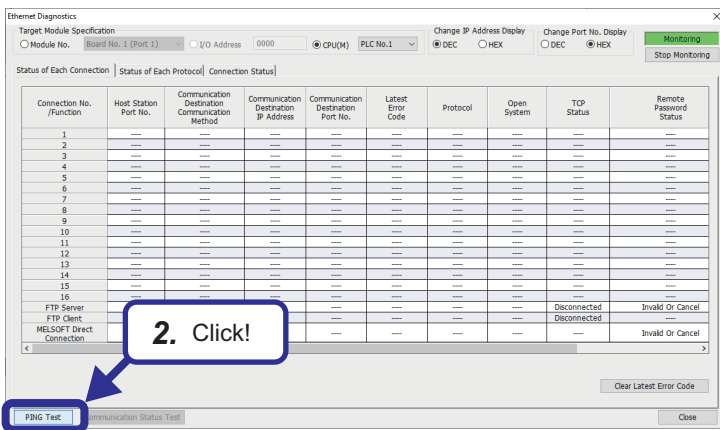 Ethernet Diagnostics
Target Module Specification
Module No. Board No. 1 (Port 1) I/O Address 0000 CPU(M) PLC No.1
Change IP Address Display
DEC HEX
Change Port No. Display
DEC HEX
Monitoring
Stop Monitoring
Status of Each Connection Status of Each Protocol Connection Status
Connection No. /Function
Host Station Port No.
Communication Destination Communication Method
Communication Destination IP Address
Communication Destination Port No.
Latest Error Code
Protocol
Open System
TCP Status
Remote Password Status
1 ---- ---- ---- ---- ---- ---- ---- ---- ----
2 ---- ---- ---- ---- ---- ---- ---- ---- ----
3 ---- ---- ---- ---- ---- ---- ---- ---- ----
4 ---- ---- ---- ---- ---- ---- ---- ---- ----
5 ---- ---- ---- ---- ---- ---- ---- ---- ----
6 ---- ---- ---- ---- ---- ---- ---- ---- ----
7 ---- ---- ---- ---- ---- ---- ---- ---- ----
8 ---- ---- ---- ---- ---- ---- ---- ---- ----
9 ---- ---- ---- ---- ---- ---- ---- ---- ----
10 ---- ---- ---- ---- ---- ---- ---- ---- ----
11 ---- ---- ---- ---- ---- ---- ---- ---- ----
12 ---- ---- ---- ---- ---- ---- ---- ---- ----
13 ---- ---- ---- ---- ---- ---- ---- ---- ----
14 ---- ---- ---- ---- ---- ---- ---- ---- ----
15 ---- ---- ---- ---- ---- ---- ---- ---- ----
16 ---- ---- ---- ---- ---- ---- ---- ---- ----
FTP Server ---- ---- ---- ---- Disconnected Invalid Or Cancel
FTP Client ---- ---- ---- ---- Disconnected ----
MELSOFT Direct Connection ---- ---- ---- ---- ---- Invalid Or Cancel
2. Click!
Clear Latest Error Code
PING Test
Communication Status Test
Close